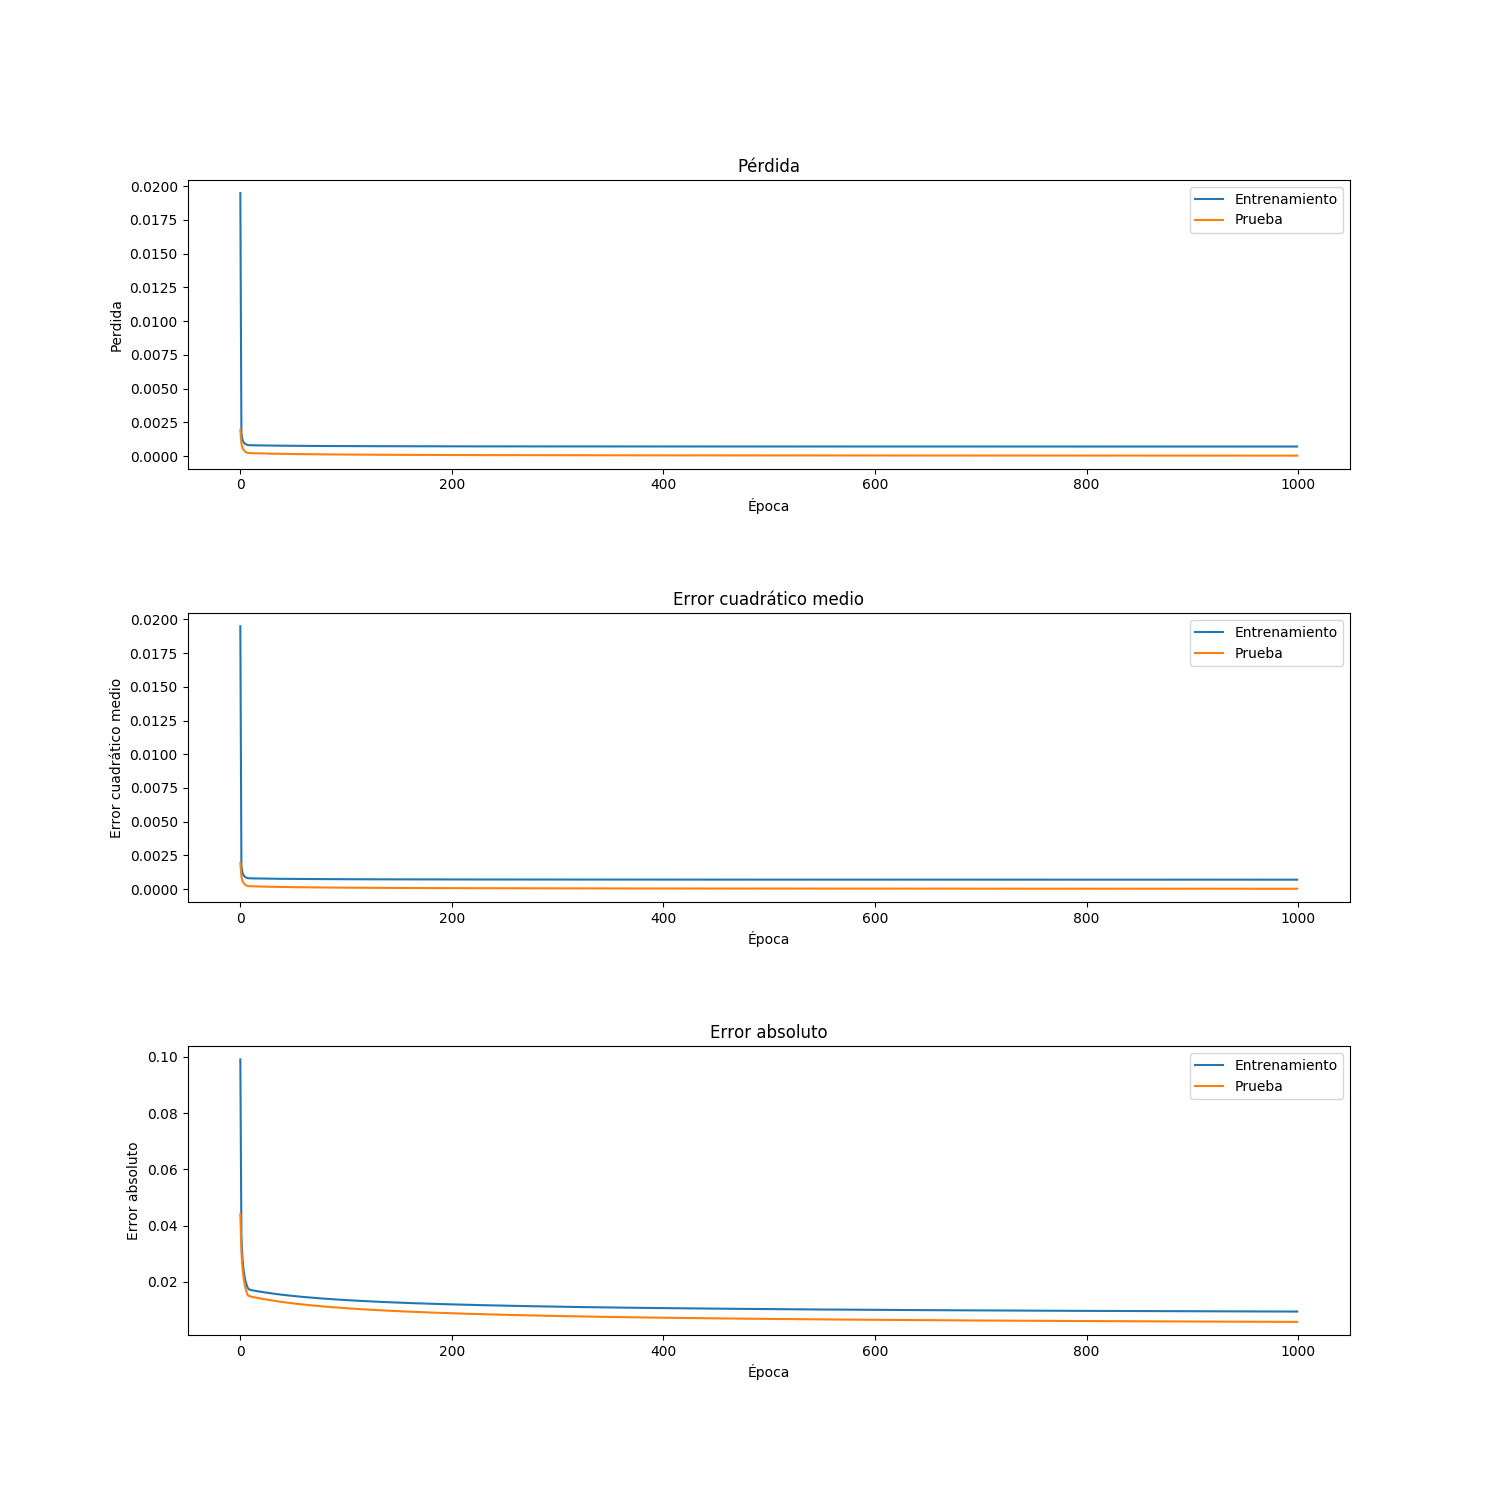 Pérdida
0.0200
0.0175
0.0150
0.0125
0.0100
0.0075
0.0050
0.0025
0.0000
Perdida
Entrenamiento
Prueba
0 200 400 600 800 1000
Época
Error cuadrático medio
0.0200
0.0175
0.0150
0.0125
0.0100
0.0075
0.0050
0.0025
0.0000
Error cuadrático medio
Entrenamiento
Prueba
0 200 400 600 800 1000
Época
Error absoluto
0.10
0.08
0.06
0.04
0.02
Error absoluto
Entrenamiento
Prueba
0 200 400 600 800 1000
Época